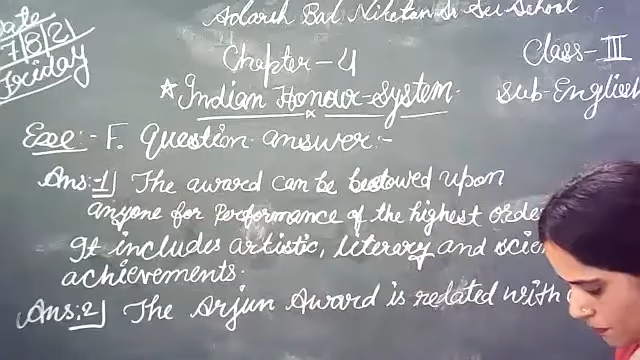 Adarsh Bal Niketan Sr Sec School
Date
7/8/21
Friday
Chapter-4
Class-III
*Indian Honour-System
Sub-English
Exe:- F. Question answer:-
Ans:-1) The award can be bestowed upon
anyone for Performance of the highest order
It includes artistic, literary and
achievements.
Ans:2) The Arjun Award is related with